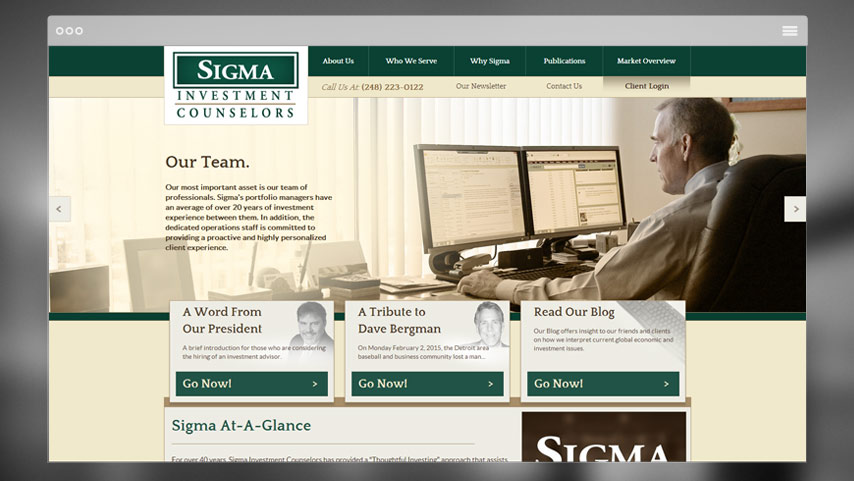 SIGMA
INVESTMENT
COUNSELORS
About Us
Who We Serve
Why Sigma
Publications
Market Overview
Call Us At: (248) 223-0122
Our Newsletter
Contact Us
Client Login
Our Team.
Our most important asset is our team of
professionals. Sigma's portfolio managers have
an average of over 20 years of investment
experience between them. In addition, the
dedicated operations staff is committed to
providing a proactive and highly personalized
client experience.
<
>
A Word From
Our President
A brief introduction for those who are considering
the hiring of an investment advisor.
Go Now! >
A Tribute to
Dave Bergman
On Monday February 2, 2015, the Detroit area
baseball and business community lost a man...
Go Now! >
Read Our Blog
Our Blog offers insight to our friends and clients
on how we interpret current global economic and
investment issues.
Go Now! >
Sigma At-A-Glance
For over 40 years, Sigma Investment Counselors has provided a "Thoughtful Investing" approach that assists
SIGMA